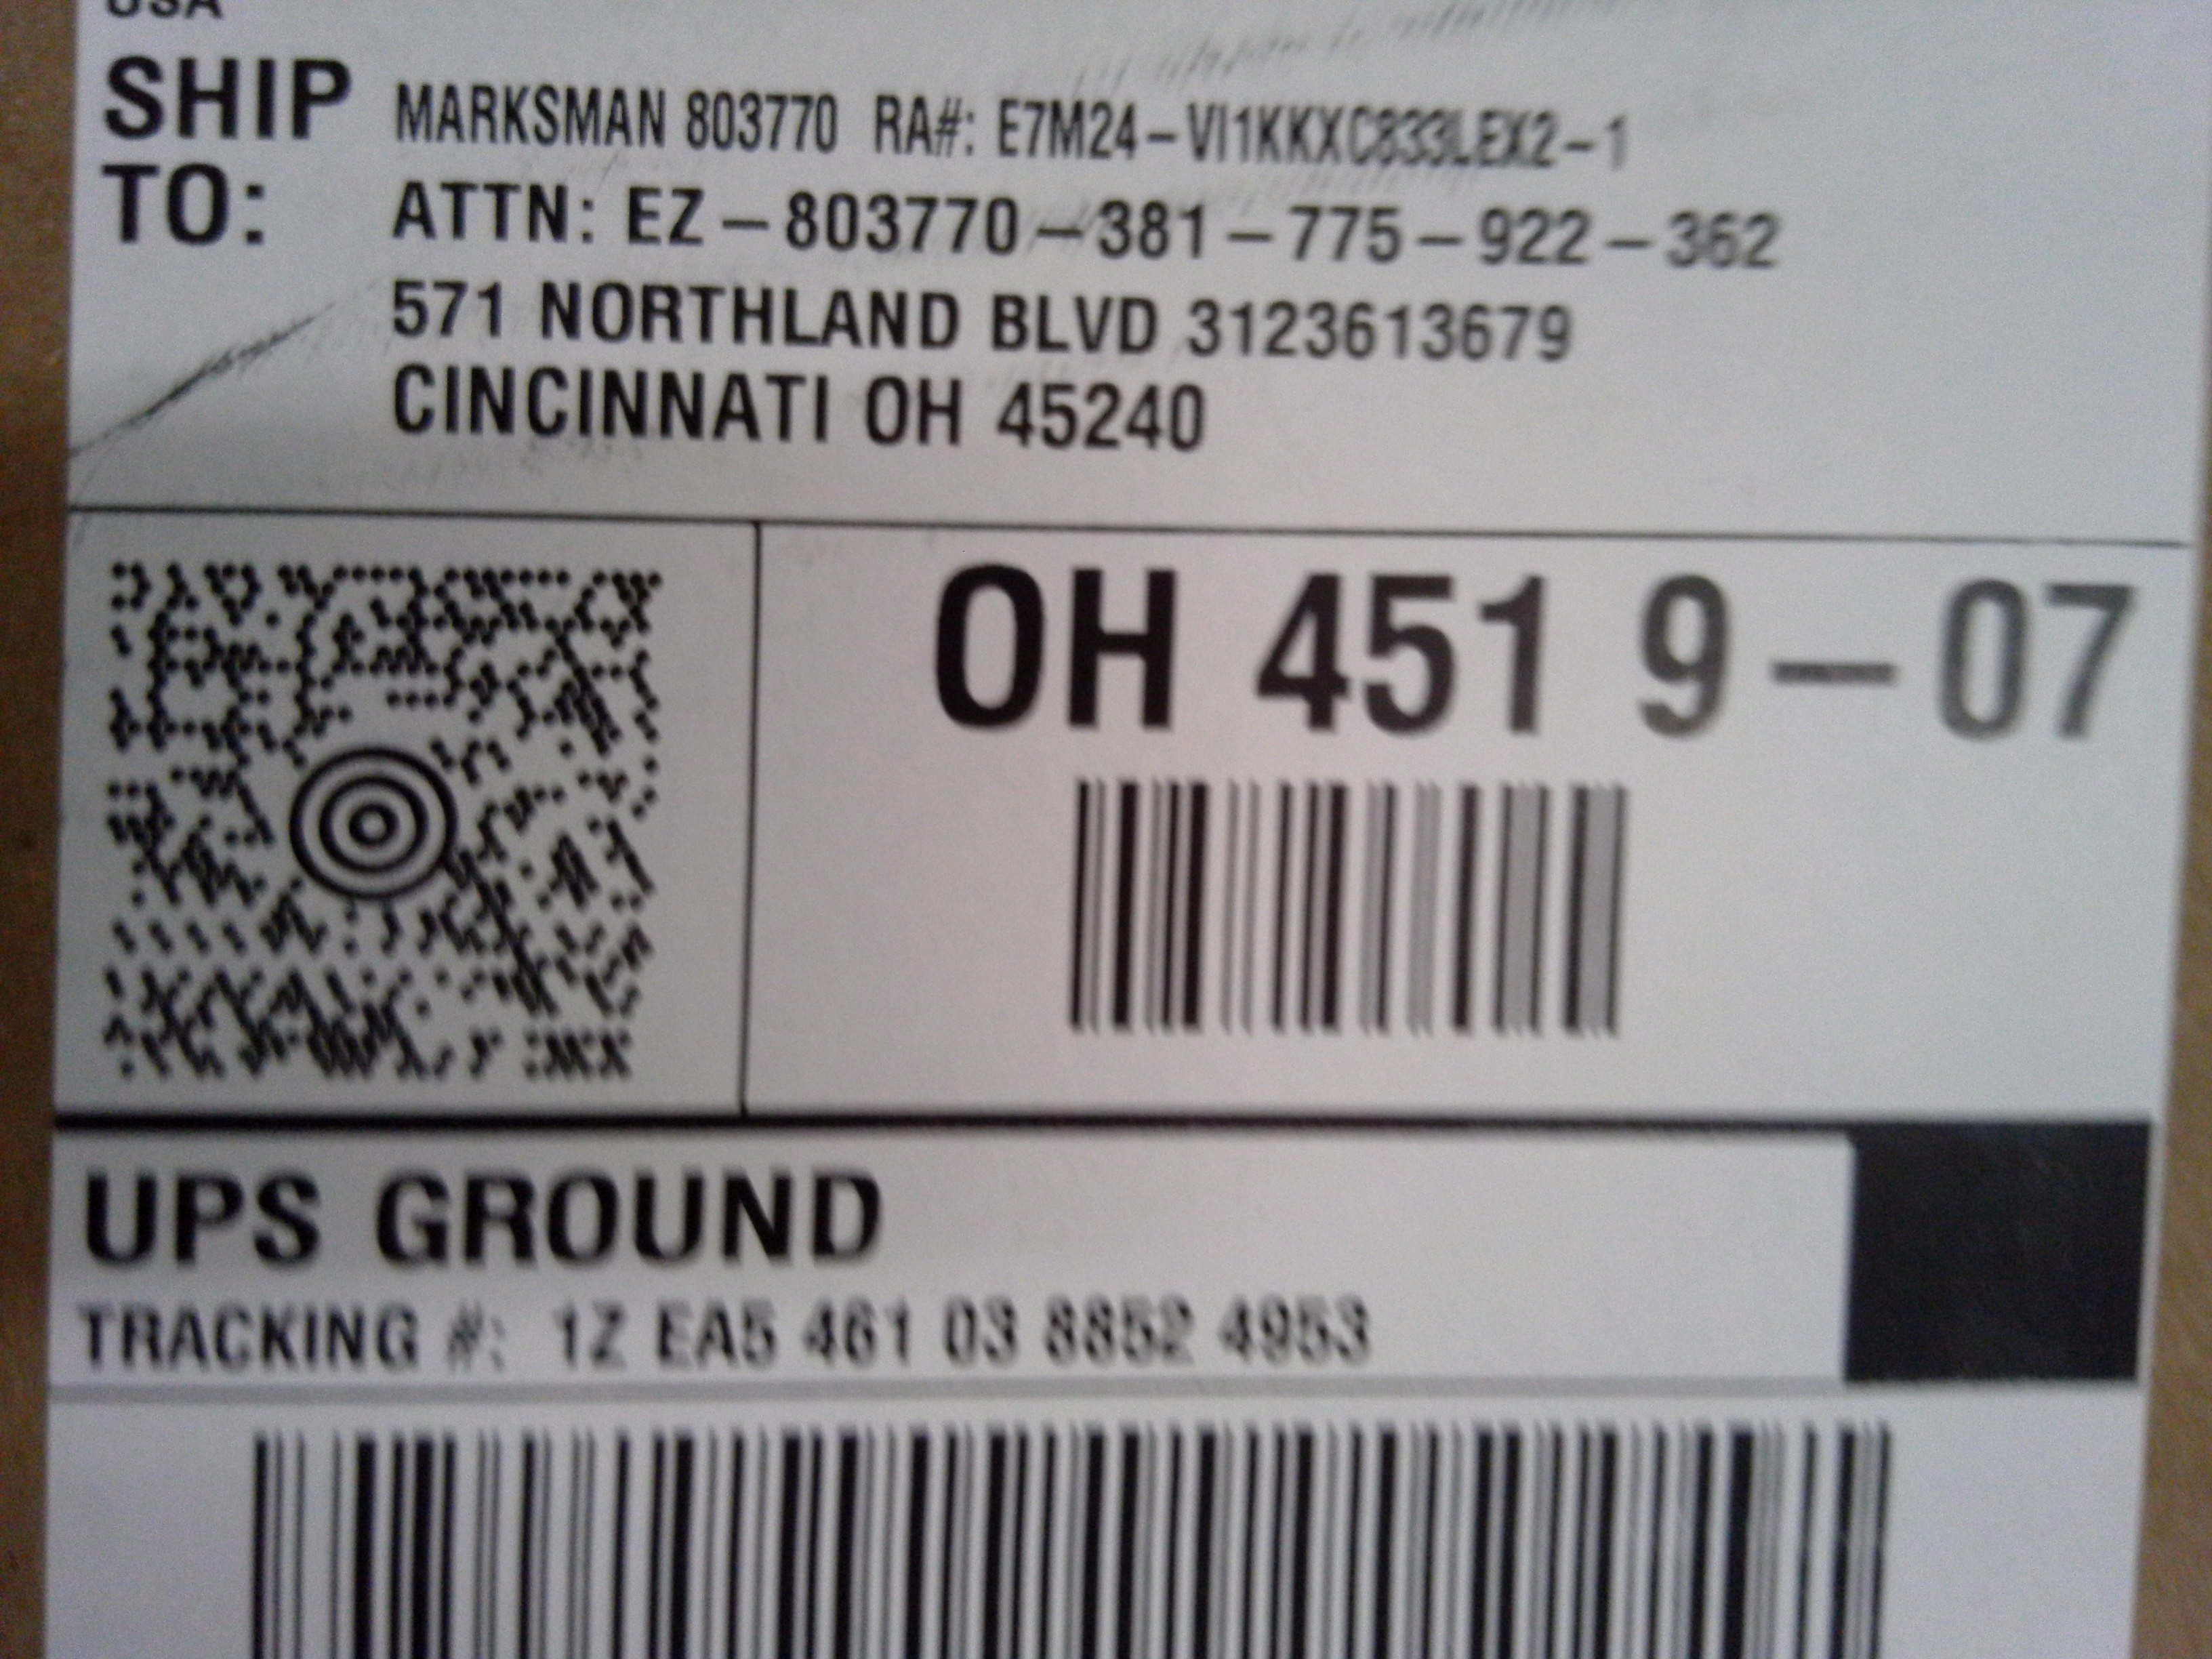 USA
SHIP TO:
MARKSMAN 803770 RA#: E7M24-VI1KKXC833LEX2-1
ATTN: EZ-803770-381-775-922-362
571 NORTHLAND BLVD 3123613679
CINCINNATI OH 45240
OH 451 9-07
UPS GROUND
TRACKING #: 1Z EA5 461 03 8852 4953